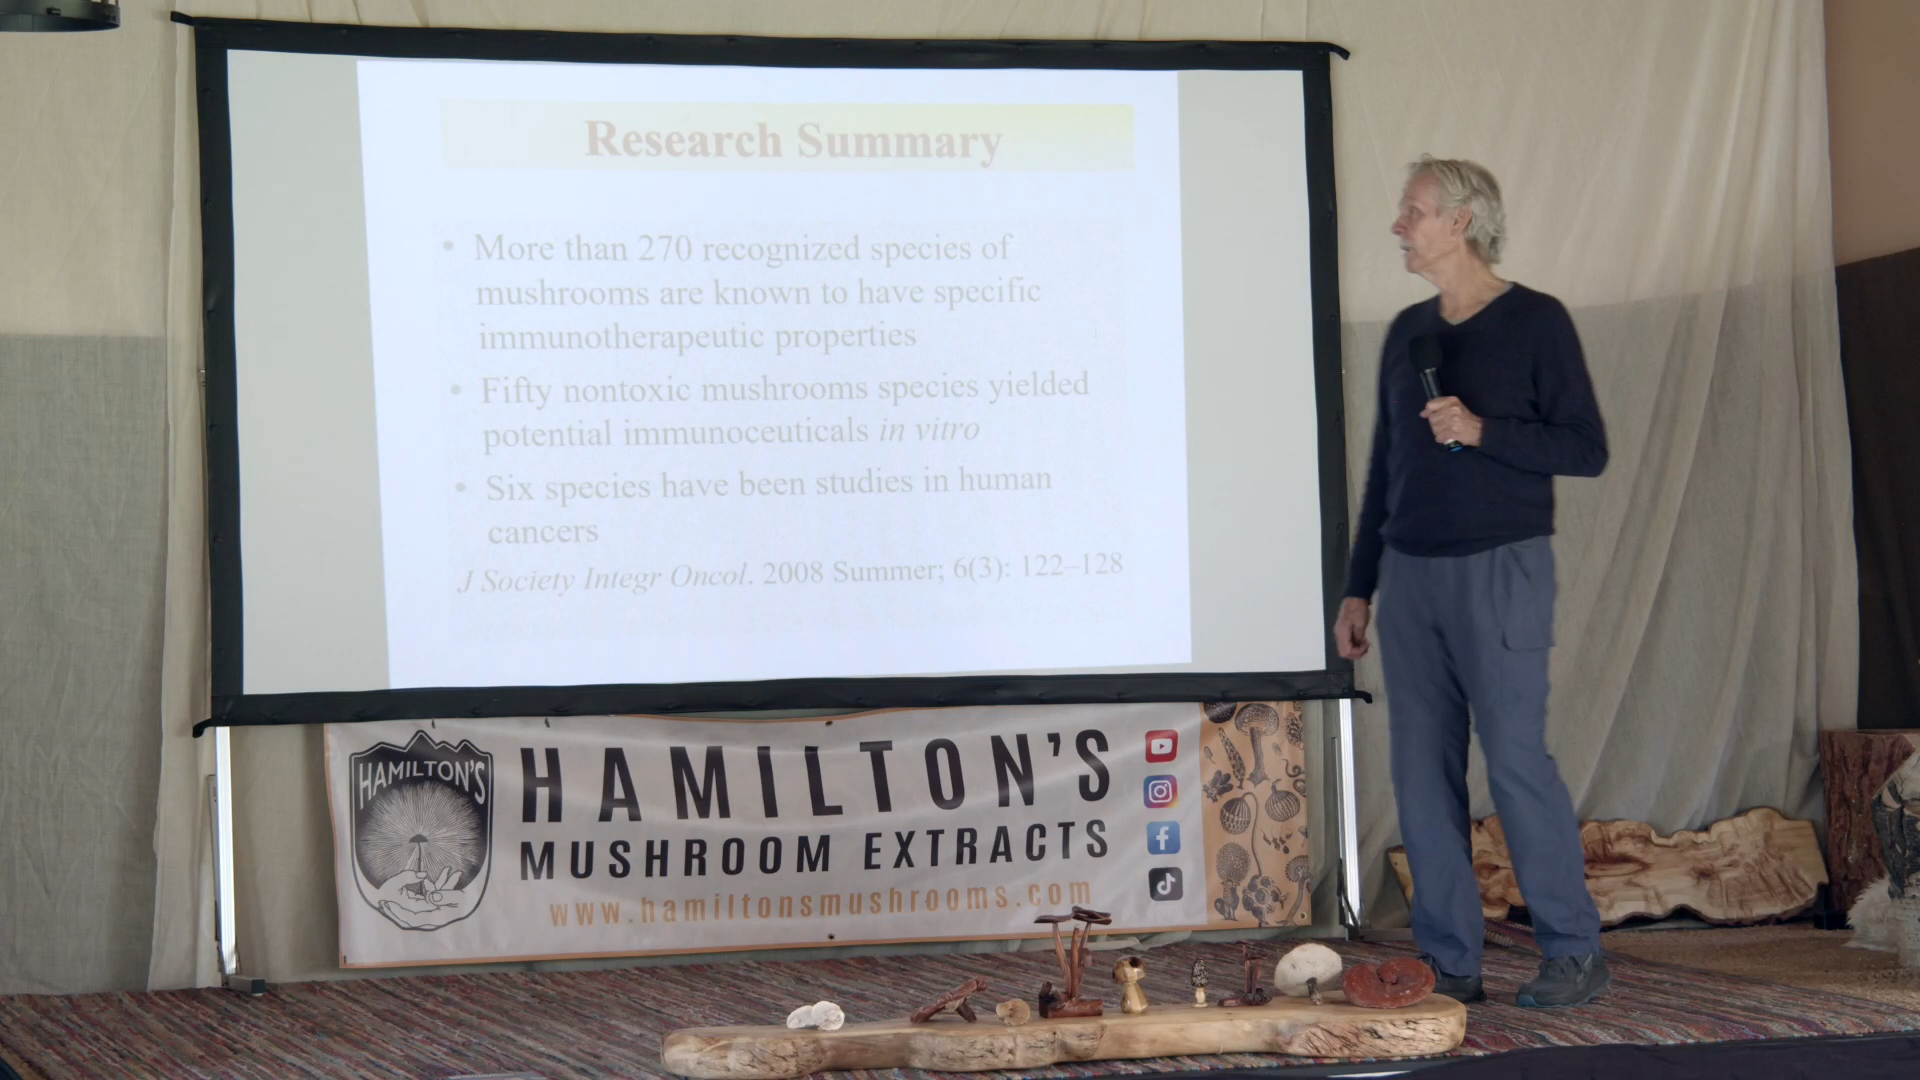 Research Summary
• More than 270 recognized species of
mushrooms are known to have specific
immunotherapeutic properties
• Fifty nontoxic mushrooms species yielded
potential immunoceuticals in vitro
• Six species have been studies in human
cancers
J Society Integr Oncol. 2008 Summer; 6(3): 122–128
HAMILTON'S
HAMILTON'S
MUSHROOM EXTRACTS
www.hamiltonsmushrooms.com